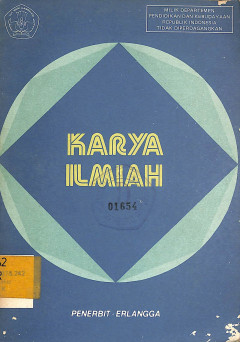 MILIK DEPARTEMEN
PENDIDIKAN DAN KEBUDAYAAN
REPUBLIK INDONESIA
TIDAK DIPERDAGANGKAN
KARYA
ILMIAH
01654
PENERBIT ERLANGGA